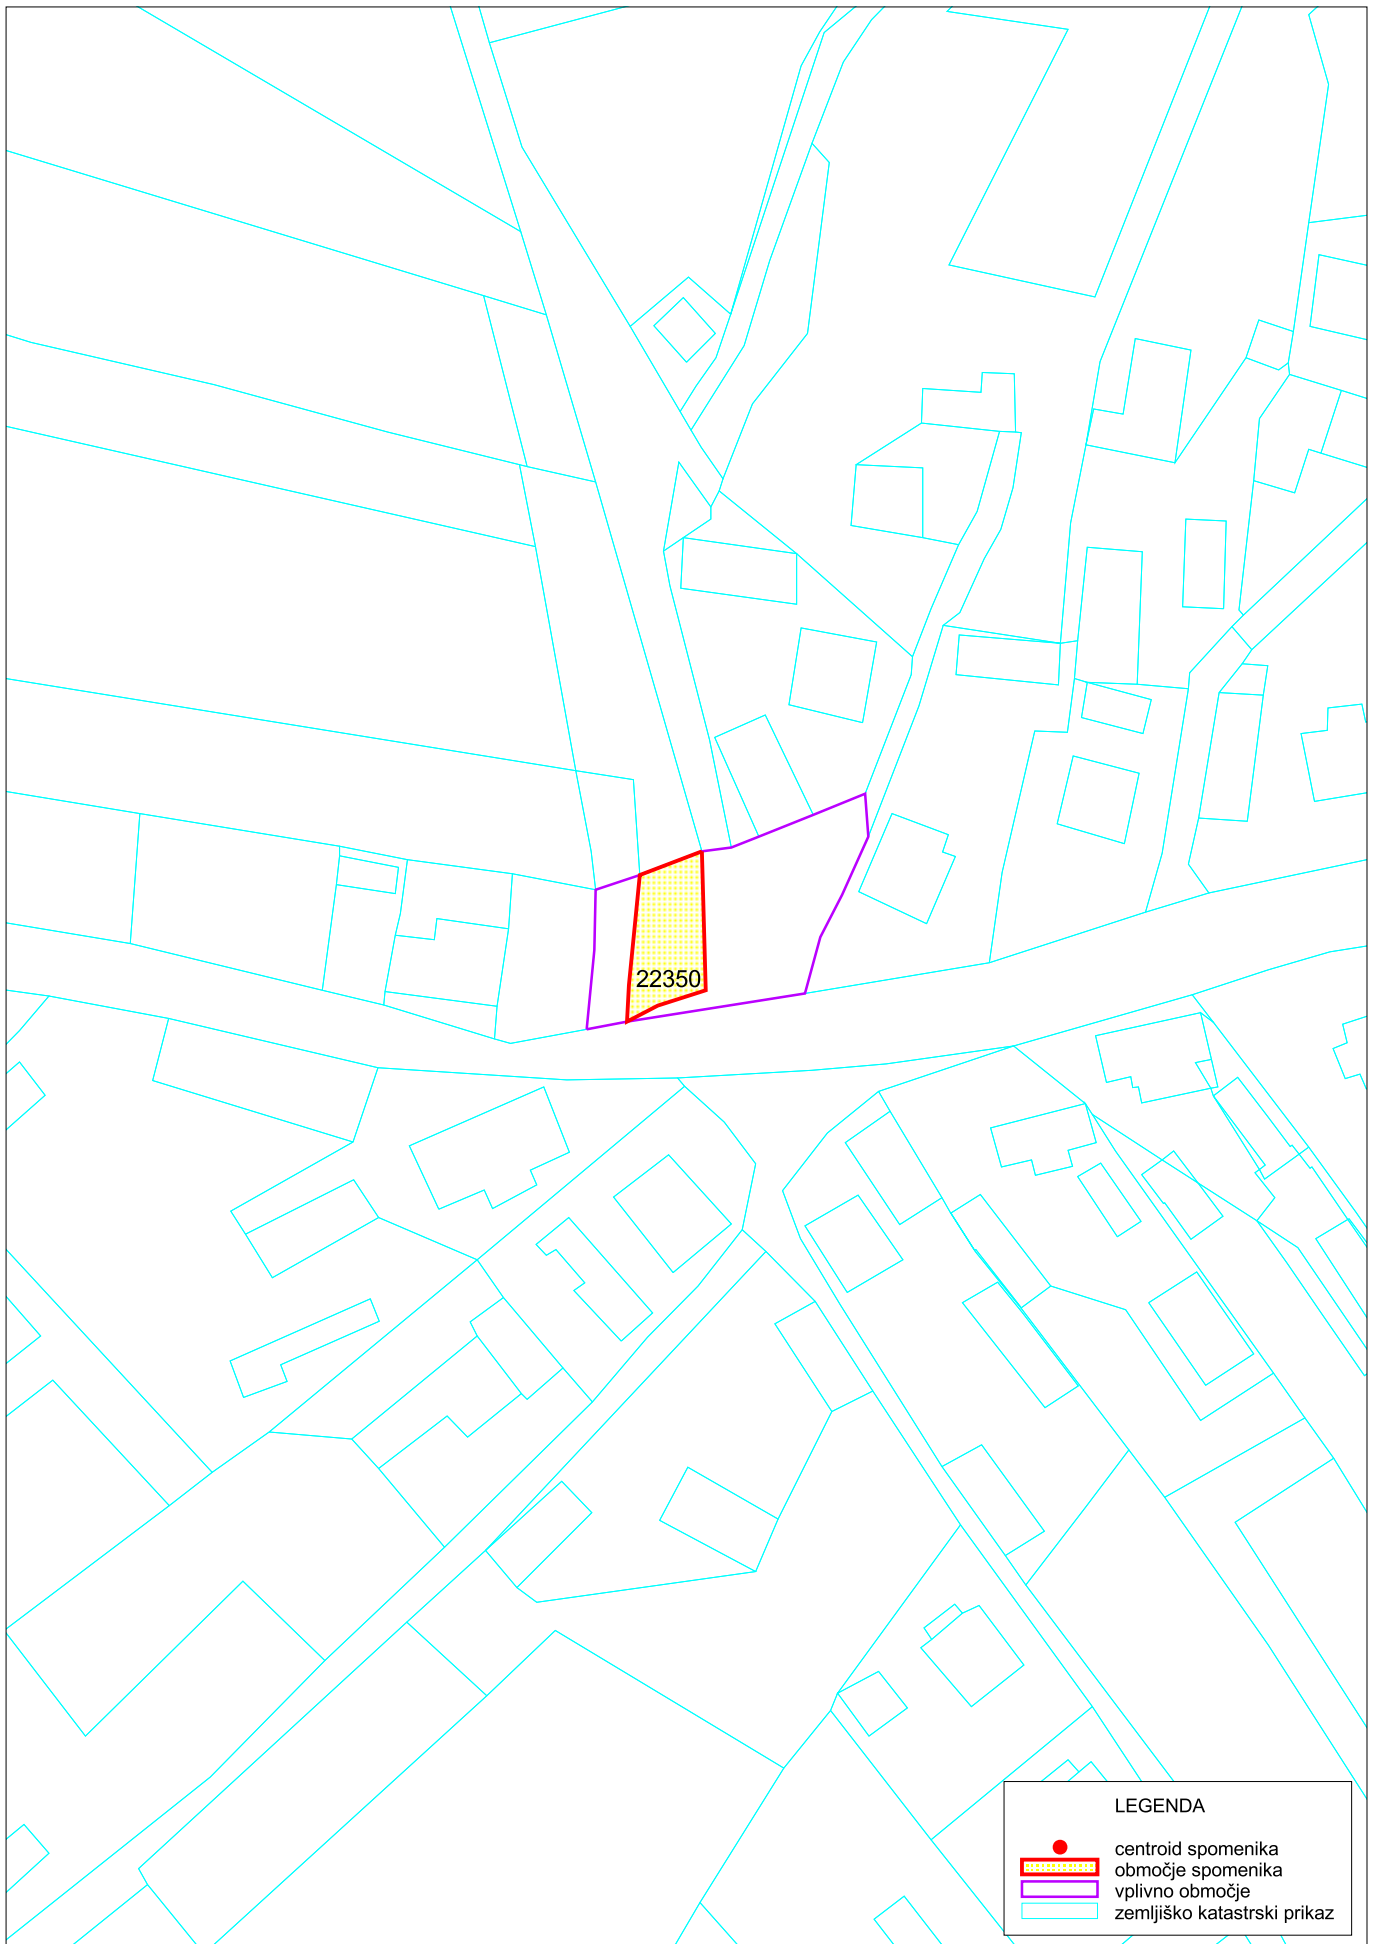 22350
LEGENDA
centroid spomenika
območje spomenika
vplivno območje
zemljiško katastrski prikaz